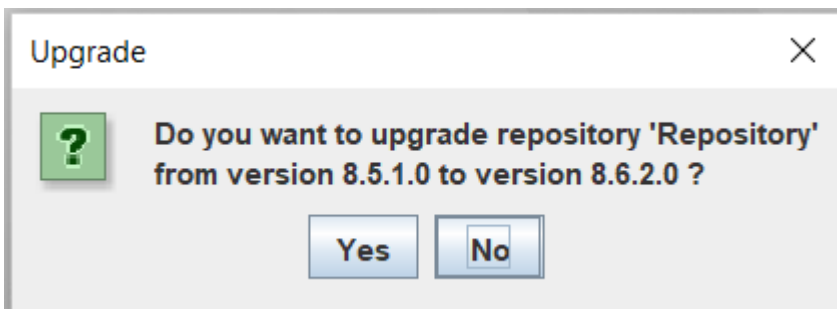 Upgrade
Do you want to upgrade repository 'Repository'
from version 8.5.1.0 to version 8.6.2.0 ?
Yes No